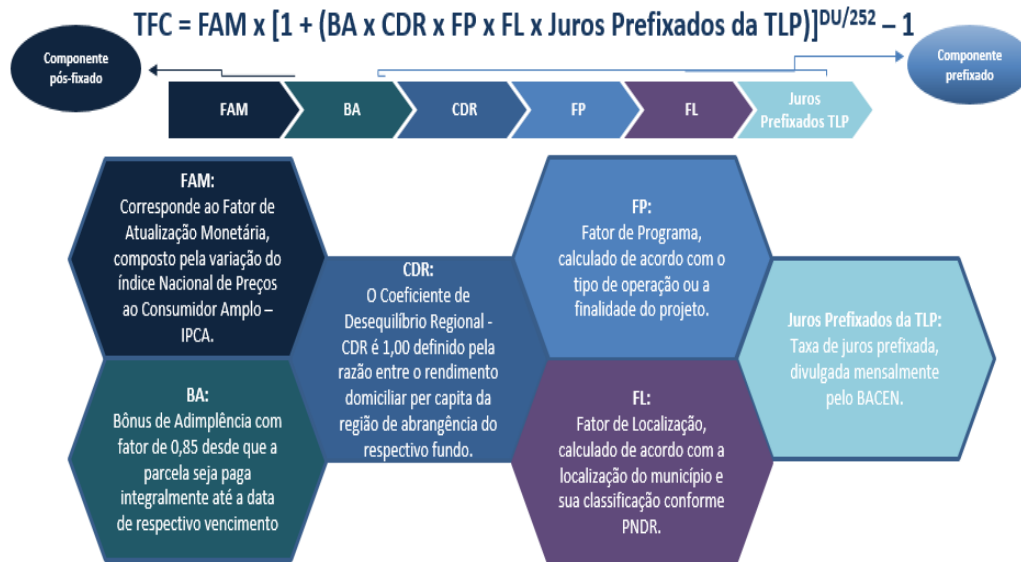 TFC = FAM x [1 + (BA x CDR x FP x FL x Juros Prefixados da TLP)]^DU/252 – 1
Componente
pós-fixado
Componente
prefixado
FAM
BA
CDR
FP
FL
Juros
Prefixados TLP
FAM:
Corresponde ao Fator de
Atualização Monetária,
composto pela variação do
índice Nacional de Preços
ao Consumidor Amplo –
IPCA.
BA:
Bônus de Adimplência com
fator de 0,85 desde que a
parcela seja paga
integralmente até a data
de respectivo vencimento
CDR:
O Coeficiente de
Desequilíbrio Regional -
CDR é 1,00 definido pela
razão entre o rendimento
domiciliar per capita da
região de abrangência do
respectivo fundo.
FP:
Fator de Programa,
calculado de acordo com o
tipo de operação ou a
finalidade do projeto.
FL:
Fator de Localização,
calculado de acordo com a
localização do município e
sua classificação conforme
PNDR.
Juros Prefixados da TLP:
Taxa de juros prefixada,
divulgada mensalmente
pelo BACEN.